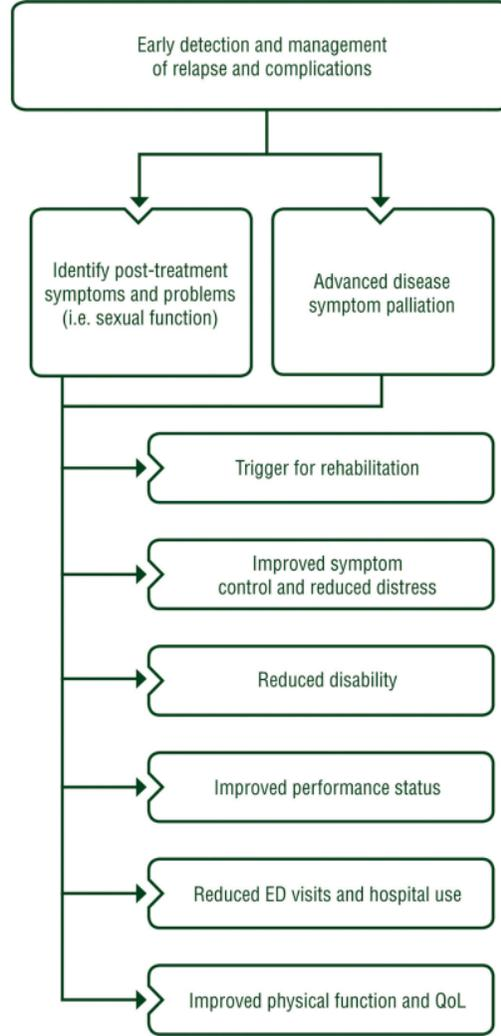 Early detection and management
of relapse and complications
Identify post-treatment
symptoms and problems
(i.e. sexual function)
Advanced disease
symptom palliation
Trigger for rehabilitation
Improved symptom
control and reduced distress
Reduced disability
Improved performance status
Reduced ED visits and hospital use
Improved physical function and QoL